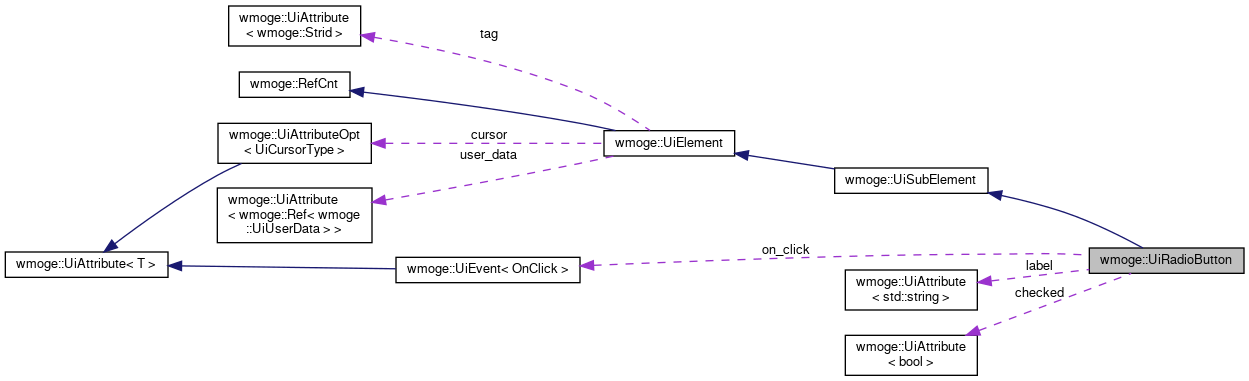 wmoge::UiAttribute
< wmoge::Strid >
tag
wmoge::RefCnt
wmoge::UiAttributeOpt
< UiCursorType >
cursor
user_data
wmoge::UiElement
wmoge::UiSubElement
wmoge::UiAttribute
< wmoge::Ref< wmoge
::UiUserData > >
wmoge::UiAttribute< T >
wmoge::UiEvent< OnClick >
on_click
wmoge::UiRadioButton
label
wmoge::UiAttribute
< std::string >
checked
wmoge::UiAttribute
< bool >